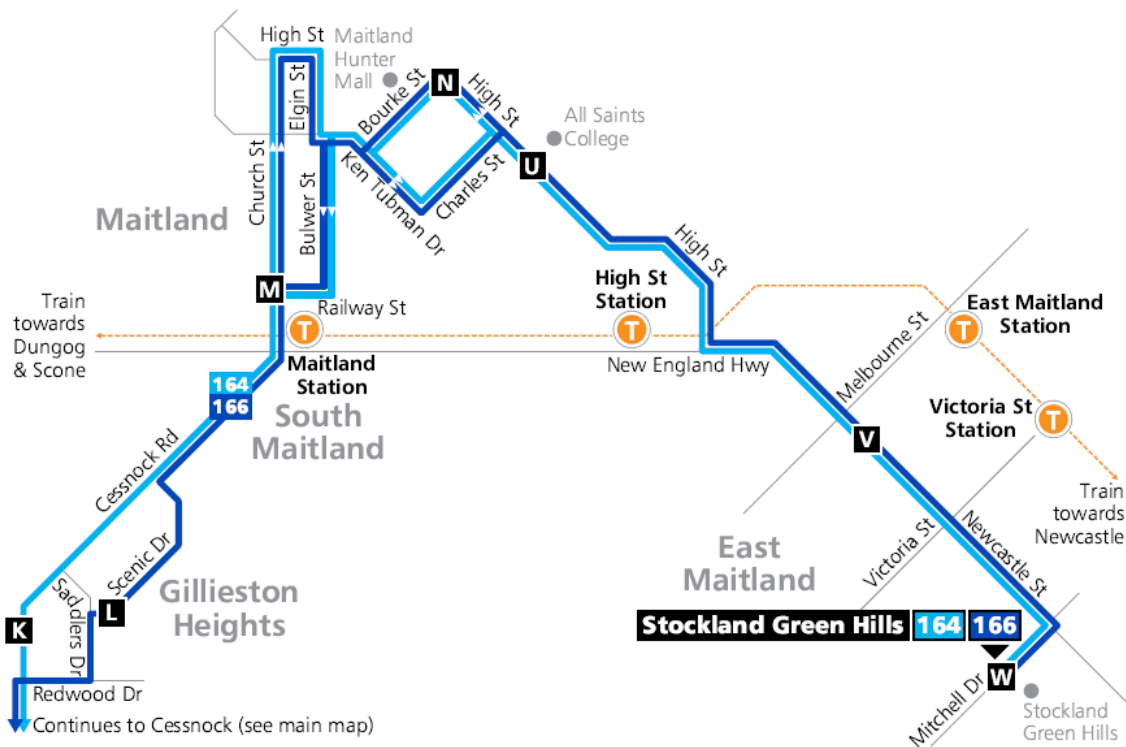 High St
Maitland
Hunter
Mall
Elgin St
Bourke St
N
High St
All Saints
College
U
Church St
Ken Tubman Dr
Charles St
Bulwer St
Maitland
High St
M
Train
towards
Dungog
& Scone
Railway St
T
Maitland
Station
High St
Station
T
New England Hwy
Melbourne St
East Maitland
Station
T
Victoria St
Station
T
164
166
South
Maitland
V
Cessnock Rd
Train
towards
Newcastle
Newcastle St
Victoria St
East
Maitland
Scenic Dr
Saddlers Dr
L
Gillieston
Heights
K
Stockland Green Hills 164 166
W
Mitchell Dr
Stockland
Green Hills
Redwood Dr
Continues to Cessnock (see main map)